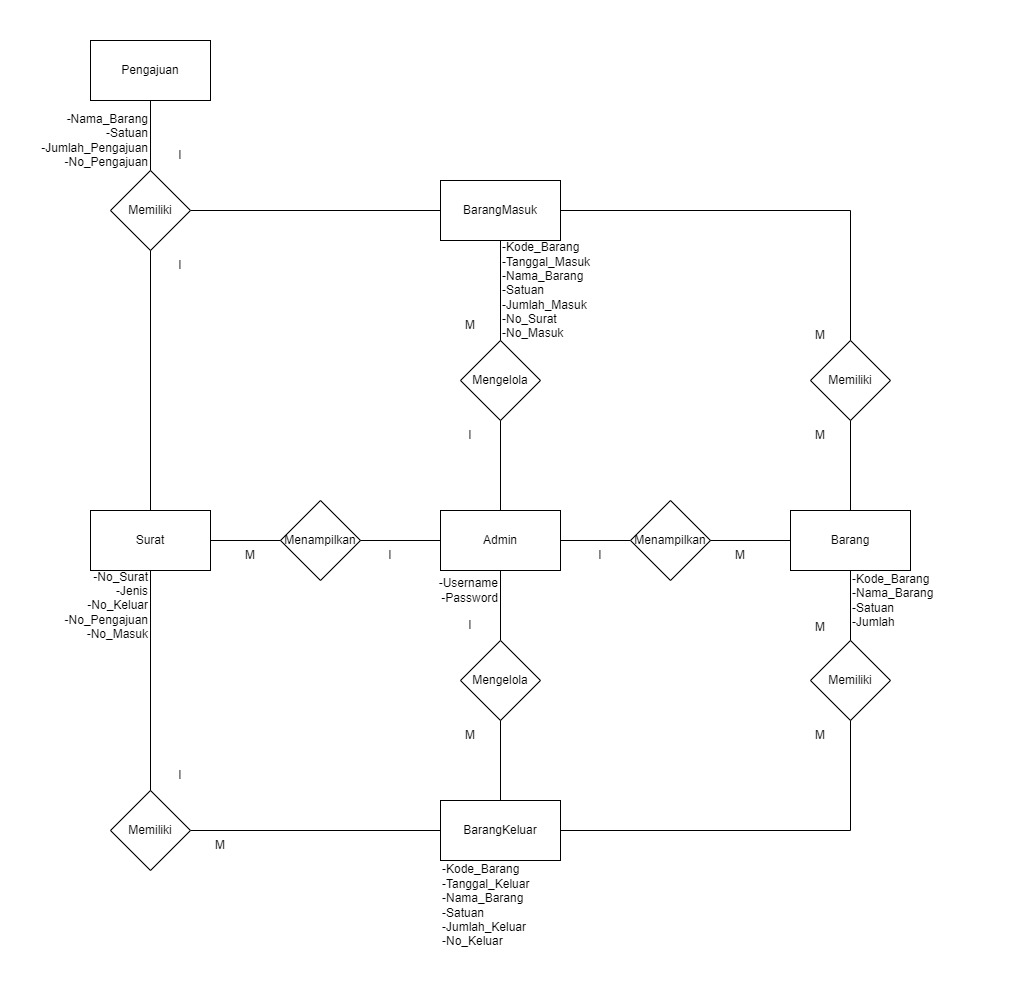 Pengajuan
-Nama_Barang
-Satuan
-Jumlah_Pengajuan
-No_Pengajuan
I
Memiliki
BarangMasuk
I
-Kode_Barang
-Tanggal_Masuk
-Nama_Barang
-Satuan
-Jumlah_Masuk
-No_Surat
-No_Masuk
M
M
Mengelola
Memiliki
I
M
Surat
Menampilkan
Admin
Menampilkan
Barang
M
I
I
M
-No_Surat
-Jenis
-No_Keluar
-No_Pengajuan
-No_Masuk
-Username
-Password
I
-Kode_Barang
-Nama_Barang
-Satuan
-Jumlah
M
Mengelola
Memiliki
M
M
I
Memiliki
M
BarangKeluar
-Kode_Barang
-Tanggal_Keluar
-Nama_Barang
-Satuan
-Jumlah_Keluar
-No_Keluar